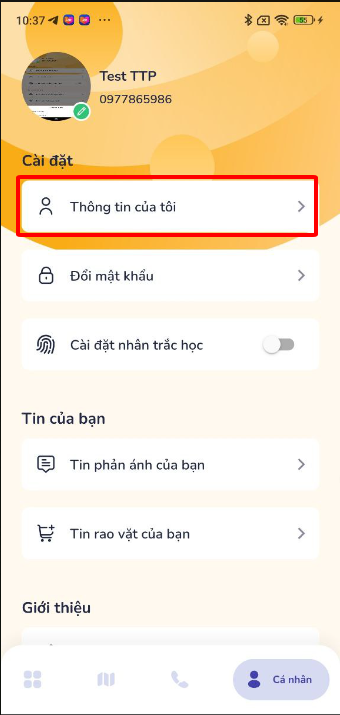 10:37
55
Test TTP
0977865986
Cài đặt
Thông tin của tôi
Đổi mật khẩu
Cài đặt nhân trắc học
Tin của bạn
Tin phản ánh của bạn
Tin rao vặt của bạn
Giới thiệu
Cá nhân